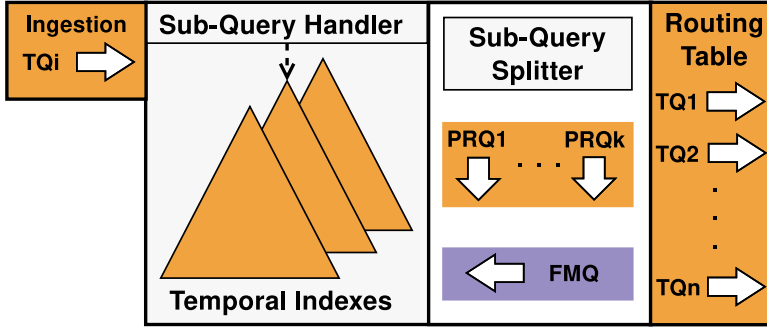 Ingestion
TQi
Sub-Query Handler
Temporal Indexes
Sub-Query
Splitter
PRQ1 . . . PRQk
FMQ
Routing
Table
TQ1
TQ2
.
.
.
TQn